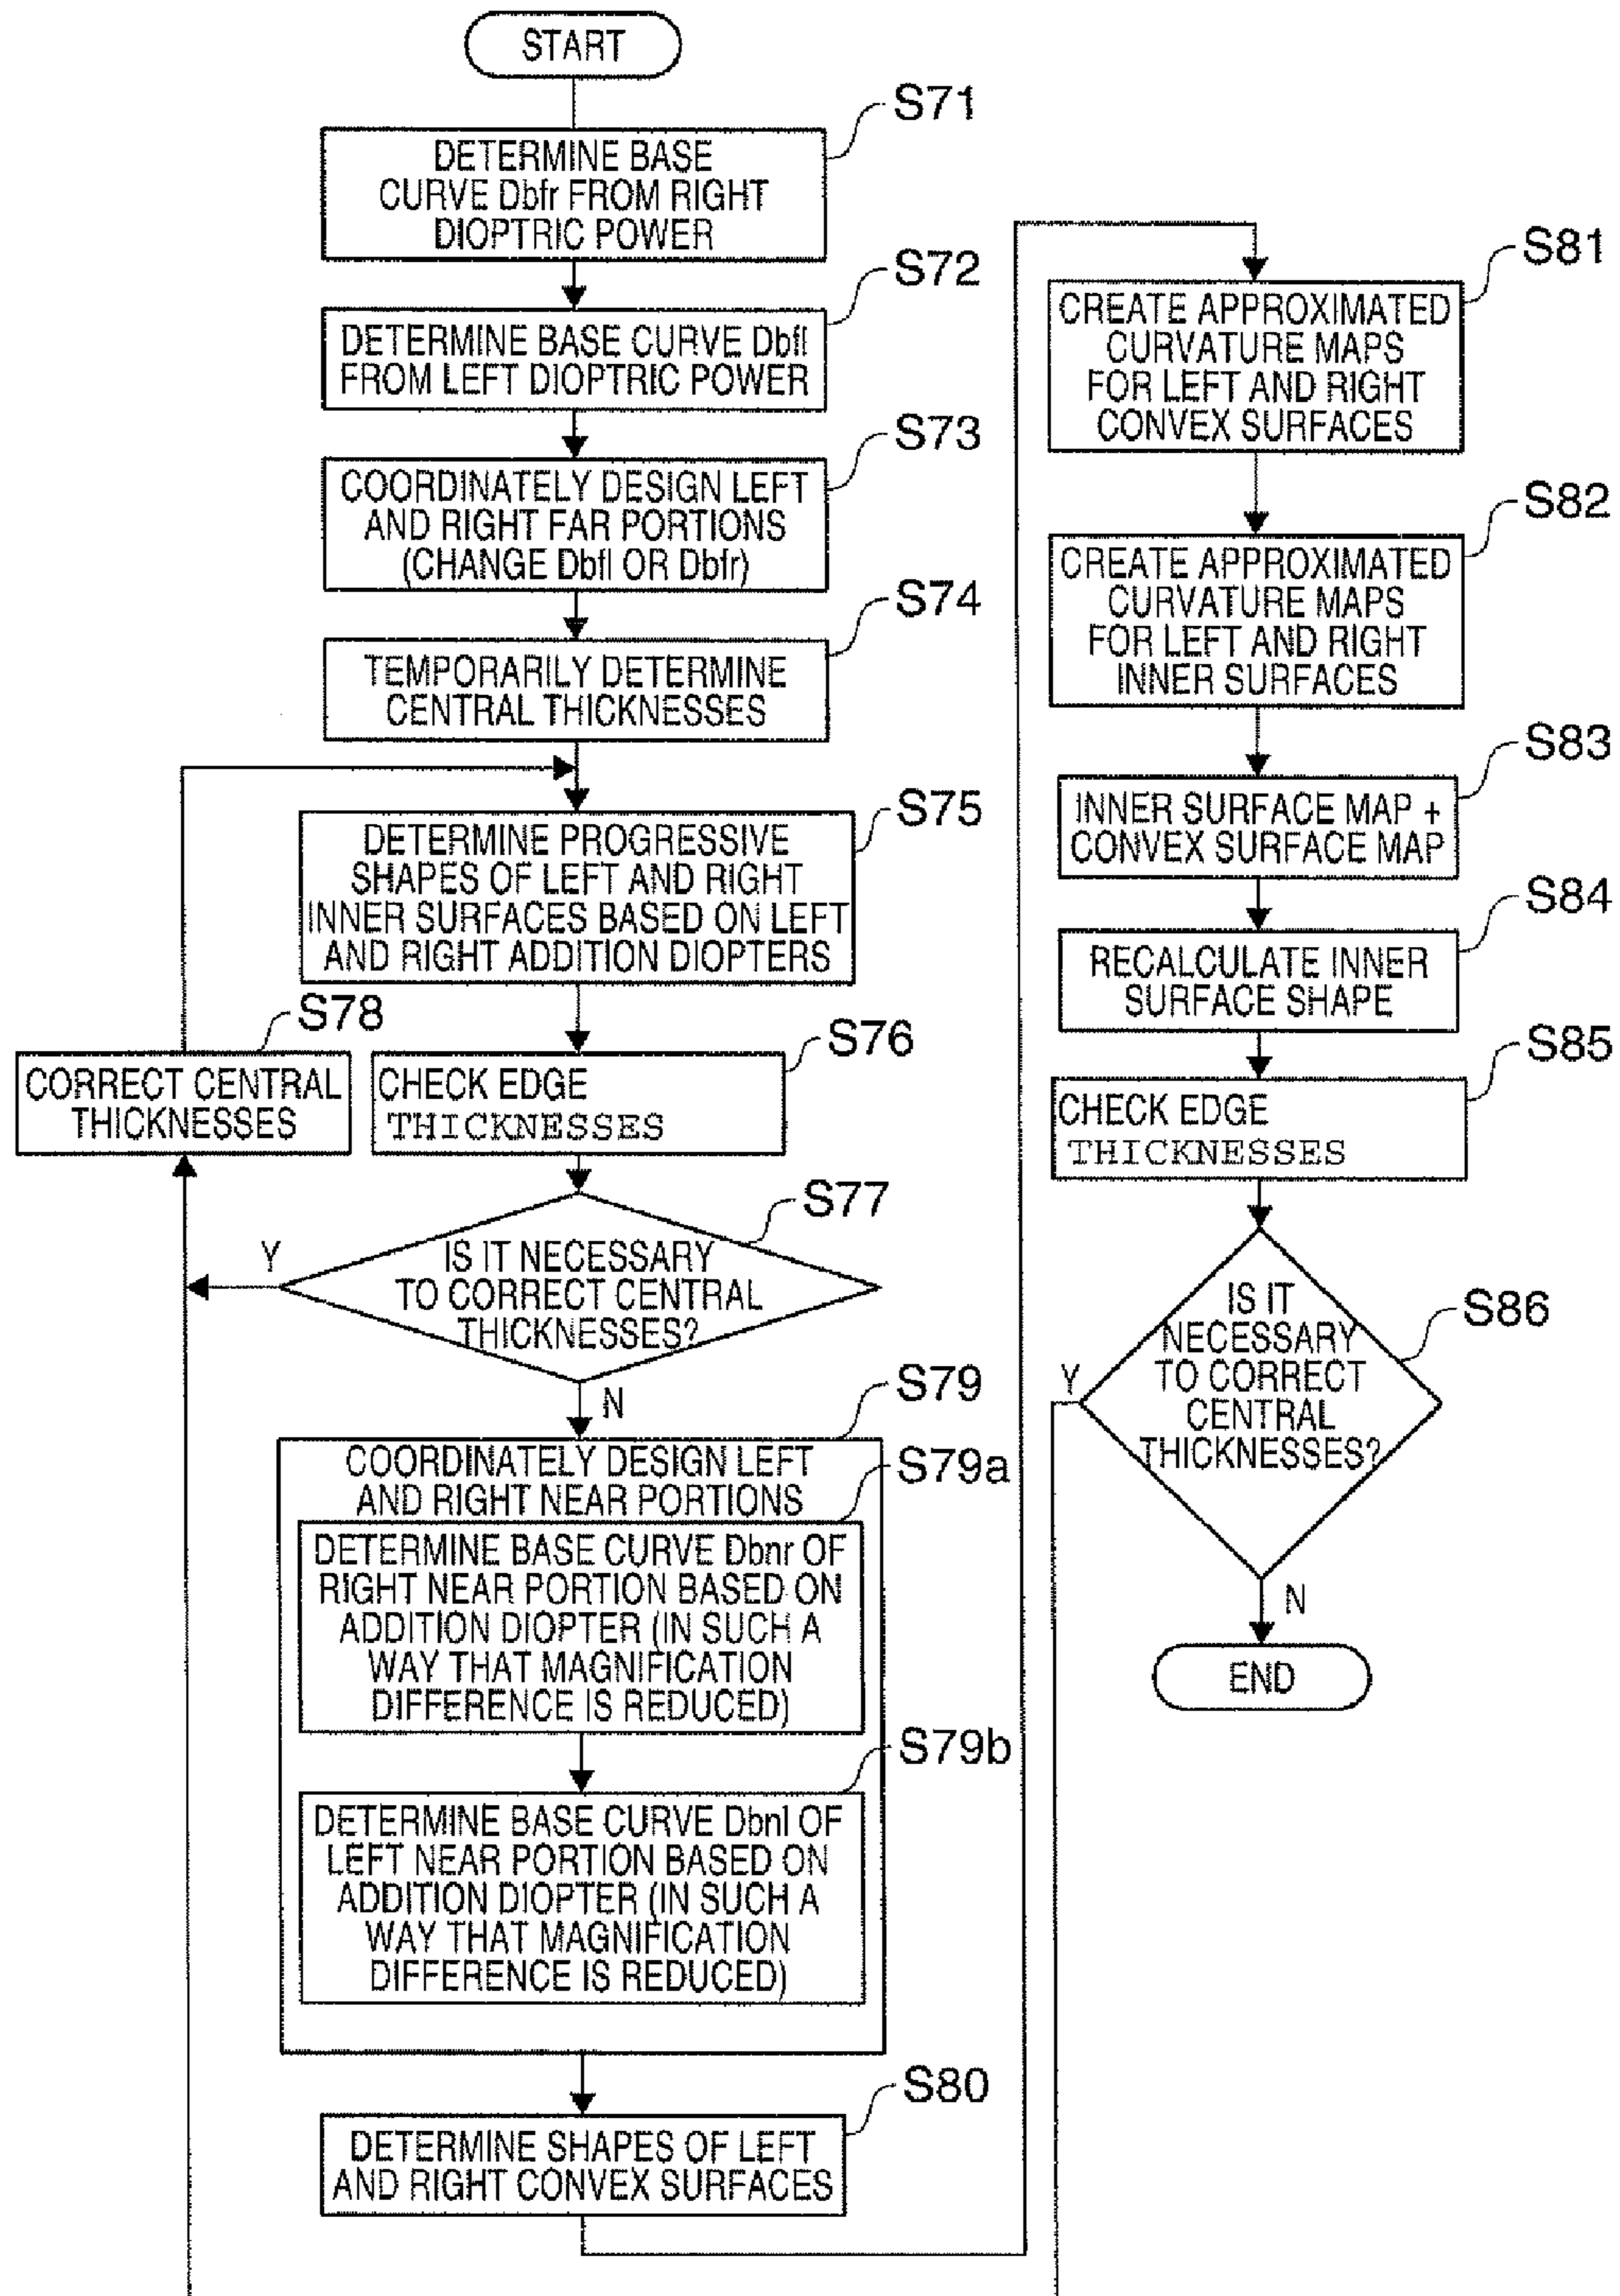 START
S71
DETERMINE BASE
CURVE Dbfr FROM RIGHT
DIOPTRIC POWER
S72
DETERMINE BASE CURVE Dbfl
FROM LEFT DIOPTRIC POWER
S73
COORDINATELY DESIGN LEFT
AND RIGHT FAR PORTIONS
(CHANGE Dbfl OR Dbfr)
S74
TEMPORARILY DETERMINE
CENTRAL THICKNESSES
S75
DETERMINE PROGRESSIVE
SHAPES OF LEFT AND RIGHT
INNER SURFACES BASED ON LEFT
AND RIGHT ADDITION DIOPTERS
S78
CORRECT CENTRAL
THICKNESSES
S76
CHECK EDGE
THICKNESSES
S77
Y
IS IT NECESSARY
TO CORRECT CENTRAL
THICKNESSES?
N
S79
COORDINATELY DESIGN LEFT
AND RIGHT NEAR PORTIONS
S79a
DETERMINE BASE CURVE Dbnr OF
RIGHT NEAR PORTION BASED ON
ADDITION DIOPTER (IN SUCH A
WAY THAT MAGNIFICATION
DIFFERENCE IS REDUCED)
S79b
DETERMINE BASE CURVE Dbnl OF
LEFT NEAR PORTION BASED ON
ADDITION DIOPTER (IN SUCH A
WAY THAT MAGNIFICATION
DIFFERENCE IS REDUCED)
S80
DETERMINE SHAPES OF LEFT
AND RIGHT CONVEX SURFACES
S81
CREATE APPROXIMATED
CURVATURE MAPS
FOR LEFT AND RIGHT
CONVEX SURFACES
S82
CREATE APPROXIMATED
CURVATURE MAPS
FOR LEFT AND RIGHT
INNER SURFACES
S83
INNER SURFACE MAP +
CONVEX SURFACE MAP
S84
RECALCULATE INNER
SURFACE SHAPE
S85
CHECK EDGE
THICKNESSES
S86
Y
IS IT
NECESSARY
TO CORRECT
CENTRAL
THICKNESSES?
N
END